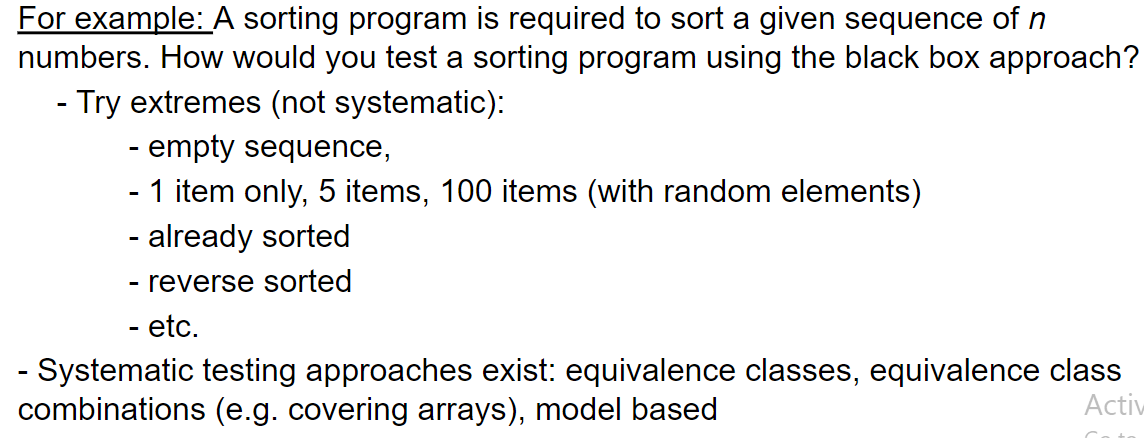 For example: A sorting program is required to sort a given sequence of n
numbers. How would you test a sorting program using the black box approach?
- Try extremes (not systematic):
- empty sequence,
- 1 item only, 5 items, 100 items (with random elements)
- already sorted
- reverse sorted
- etc.
- Systematic testing approaches exist: equivalence classes, equivalence class
combinations (e.g. covering arrays), model based
Activ